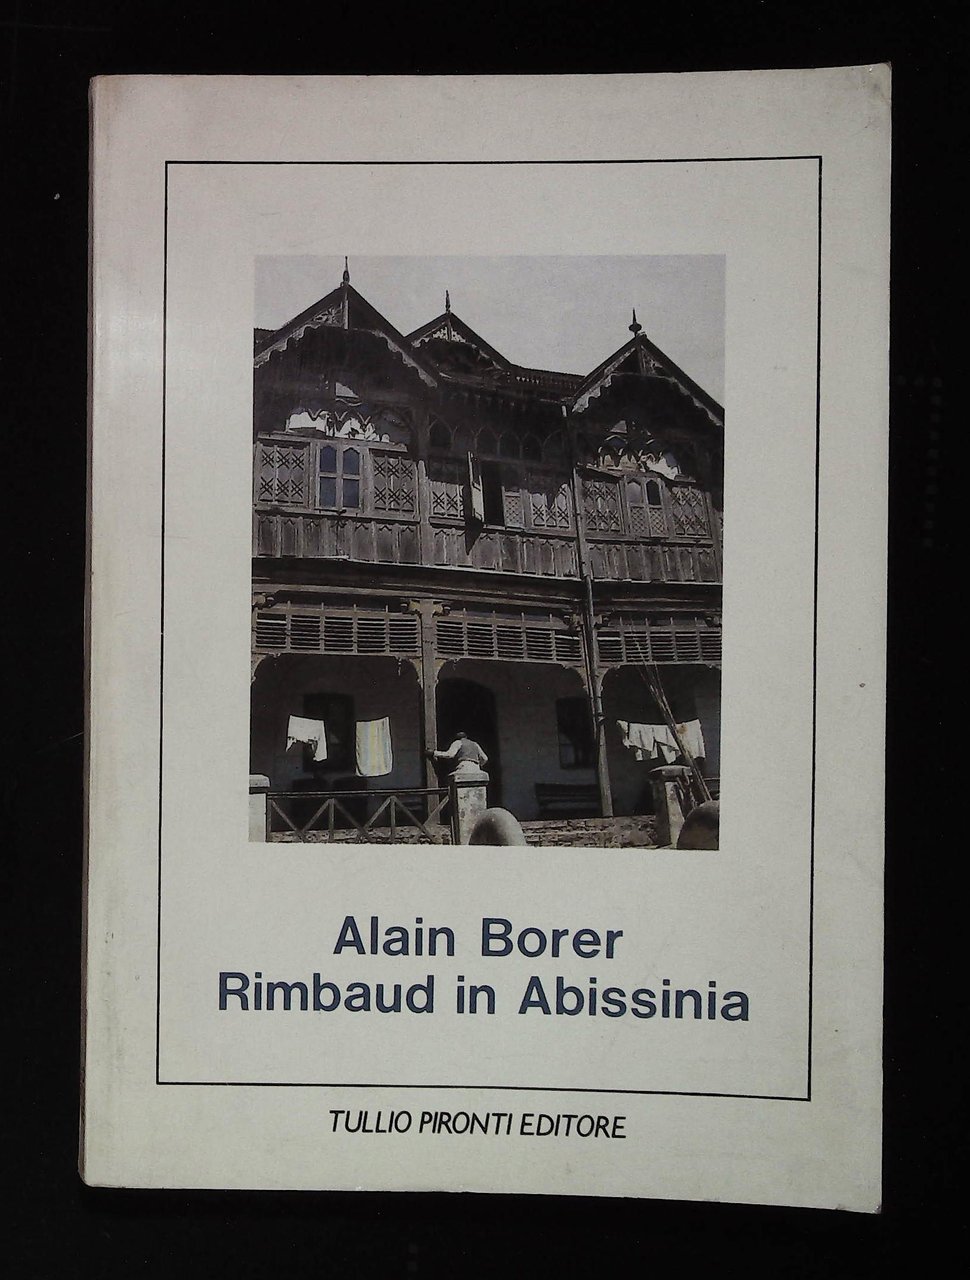 Alain Borer
Rimbaud in Abissinia
TULLIO PIRONTI EDITORE